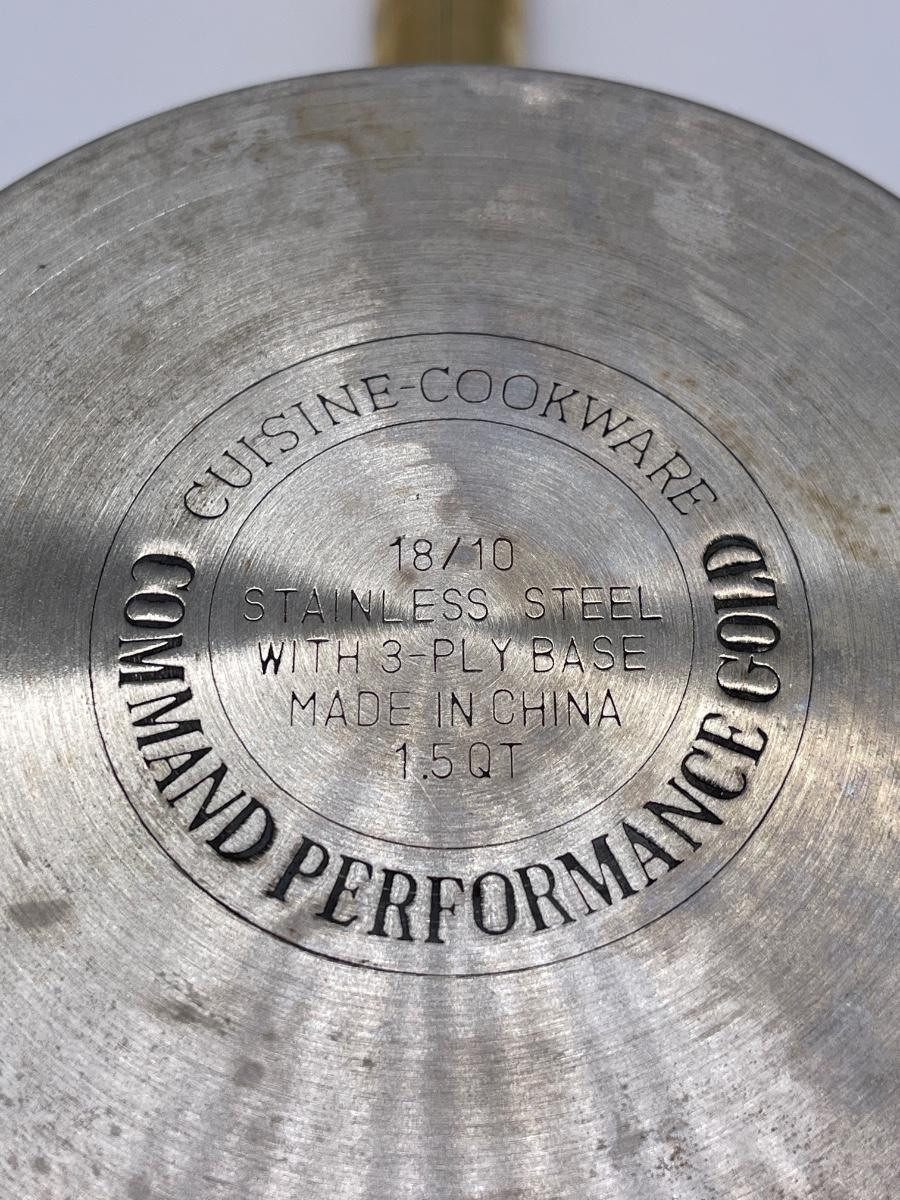 CUISINE-COOKWARE
18/10
STAINLESS STEEL
WITH 3-PLY BASE
MADE IN CHINA
1.5 QT
COMMAND PERFORMANCE GOLD